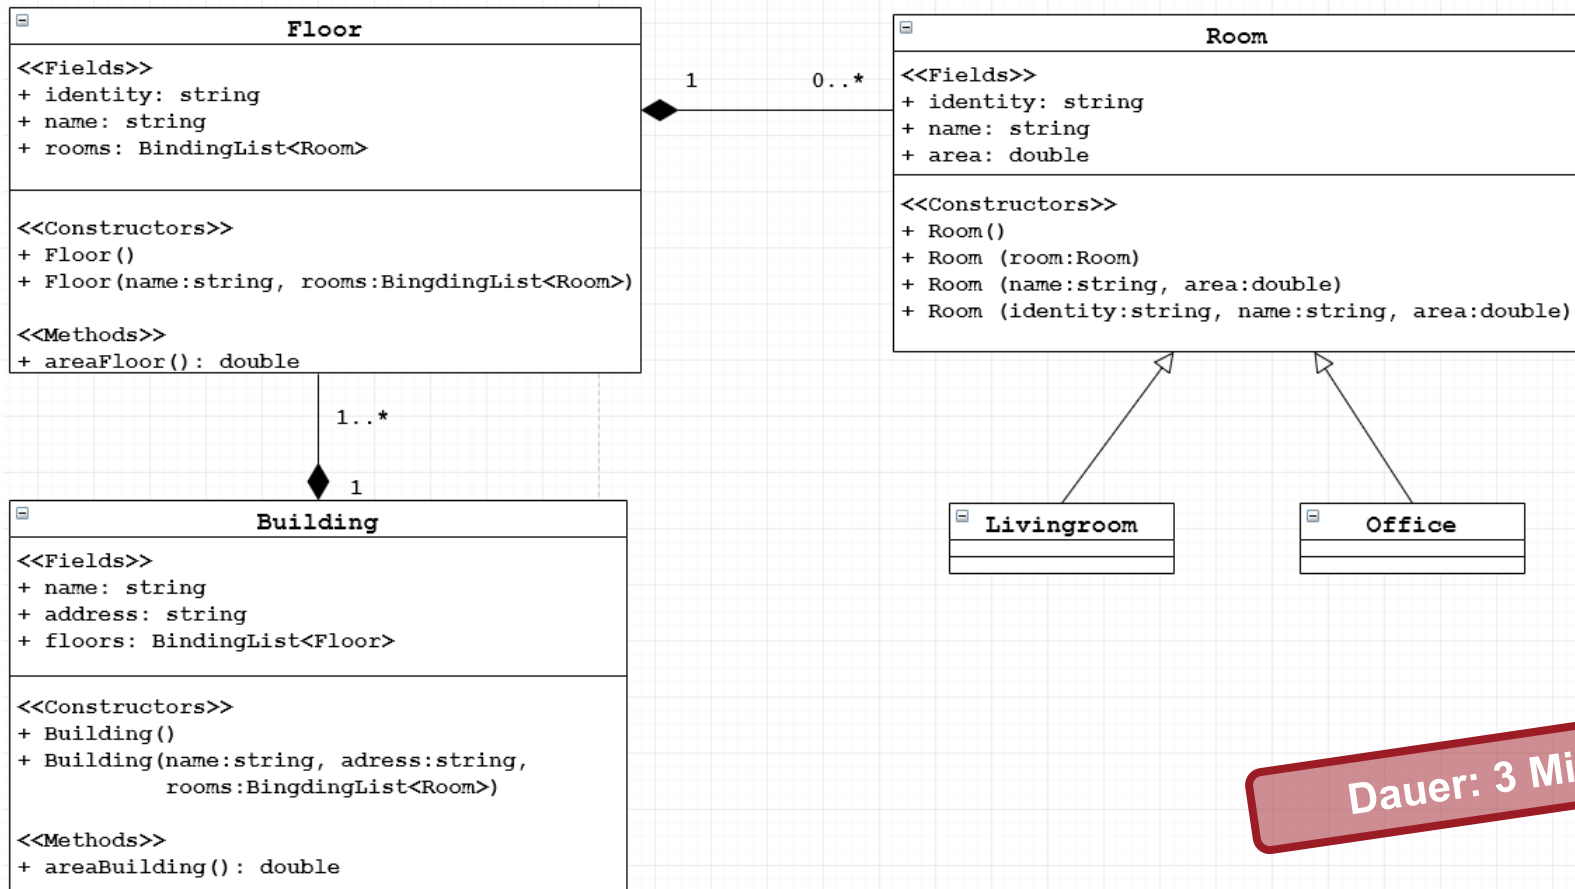 Floor
<<Fields>>
+ identity: string
+ name: string
+ rooms: BindingList<Room>
<<Constructors>>
+ Floor()
+ Floor(name:string, rooms:BingdingList<Room>)
<<Methods>>
+ areaFloor(): double
1
0..*
Room
<<Fields>>
+ identity: string
+ name: string
+ area: double
<<Constructors>>
+ Room()
+ Room (room:Room)
+ Room (name:string, area:double)
+ Room (identity:string, name:string, area:double)
1..*
1
Building
<<Fields>>
+ name: string
+ address: string
+ floors: BindingList<Floor>
<<Constructors>>
+ Building()
+ Building(name:string, adress:string,
rooms:BingdingList<Room>)
<<Methods>>
+ areaBuilding(): double
Livingroom
Office
Dauer: 3 Mi